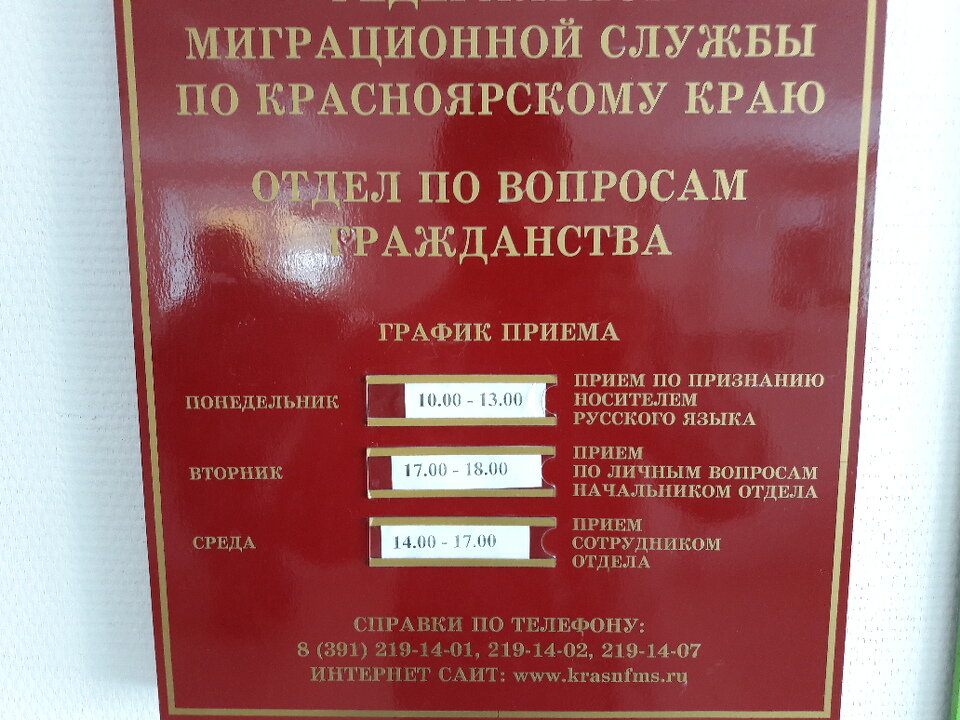 МИГРАЦИОННОЙ СЛУЖБЫ
ПО КРАСНОЯРСКОМУ КРАЮ
ОТДЕЛ ПО ВОПРОСАМ
ГРАЖДАНСТВА
ГРАФИК ПРИЕМА
ПОНЕДЕЛЬНИК
10.00 - 13.00
ПРИЕМ ПО ПРИЗНАНИЮ
НОСИТЕЛЕМ
РУССКОГО ЯЗЫКА
ВТОРНИК
17.00 - 18.00
ПРИЕМ
ПО ЛИЧНЫМ ВОПРОСАМ
НАЧАЛЬНИКОМ ОТДЕЛА
СРЕДА
14.00 - 17.00
ПРИЕМ
СОТРУДНИКОМ
ОТДЕЛА
СПРАВКИ ПО ТЕЛЕФОНУ:
8 (391) 219-14-01, 219-14-02, 219-14-07
ИНТЕРНЕТ САИТ: www.krasnfms.ru